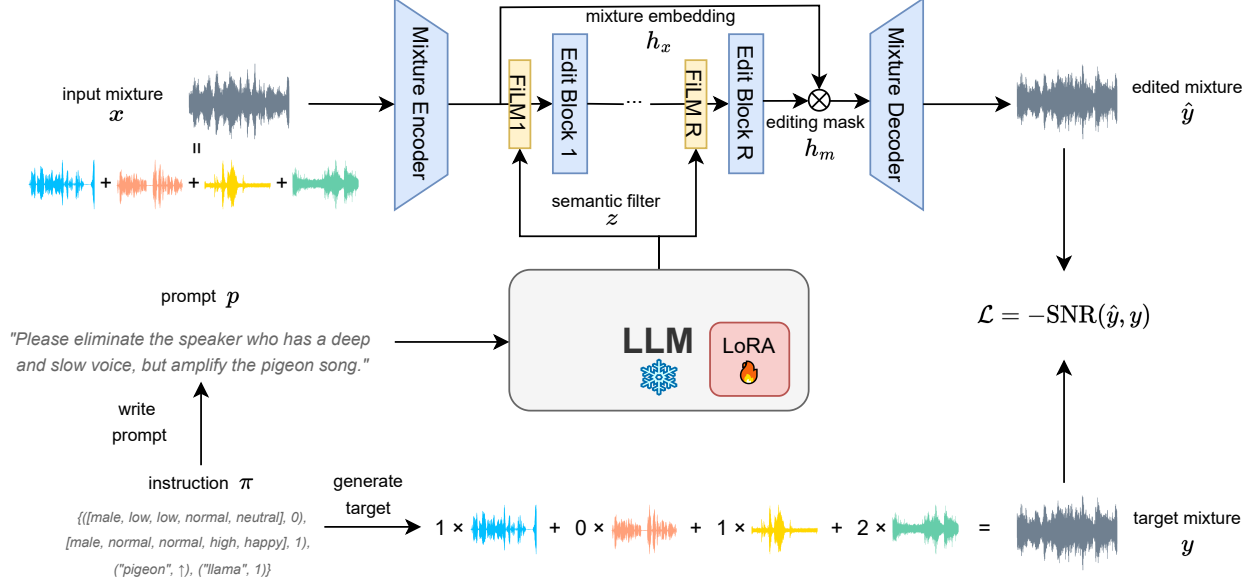 mixture embedding
hₓ
input mixture
x
=
+ + +
Mixture Encoder
FiLM1
Edit Block 1
...
FiLM R
Edit Block R
⊗
editing mask
hₘ
Mixture Decoder
edited mixture
ŷ
semantic filter
z
prompt p
"Please eliminate the speaker who has a deep
and slow voice, but amplify the pigeon song."
LLM
LoRA
ℒ = −SNR(ŷ, y)
write
prompt
instruction π
{([male, low, low, normal, neutral], 0),
[male, normal, normal, high, happy], 1),
("pigeon", ↑), ("llama", 1)}
generate
target
1 × + 0 × + 1 × + 2 × =
target mixture
y